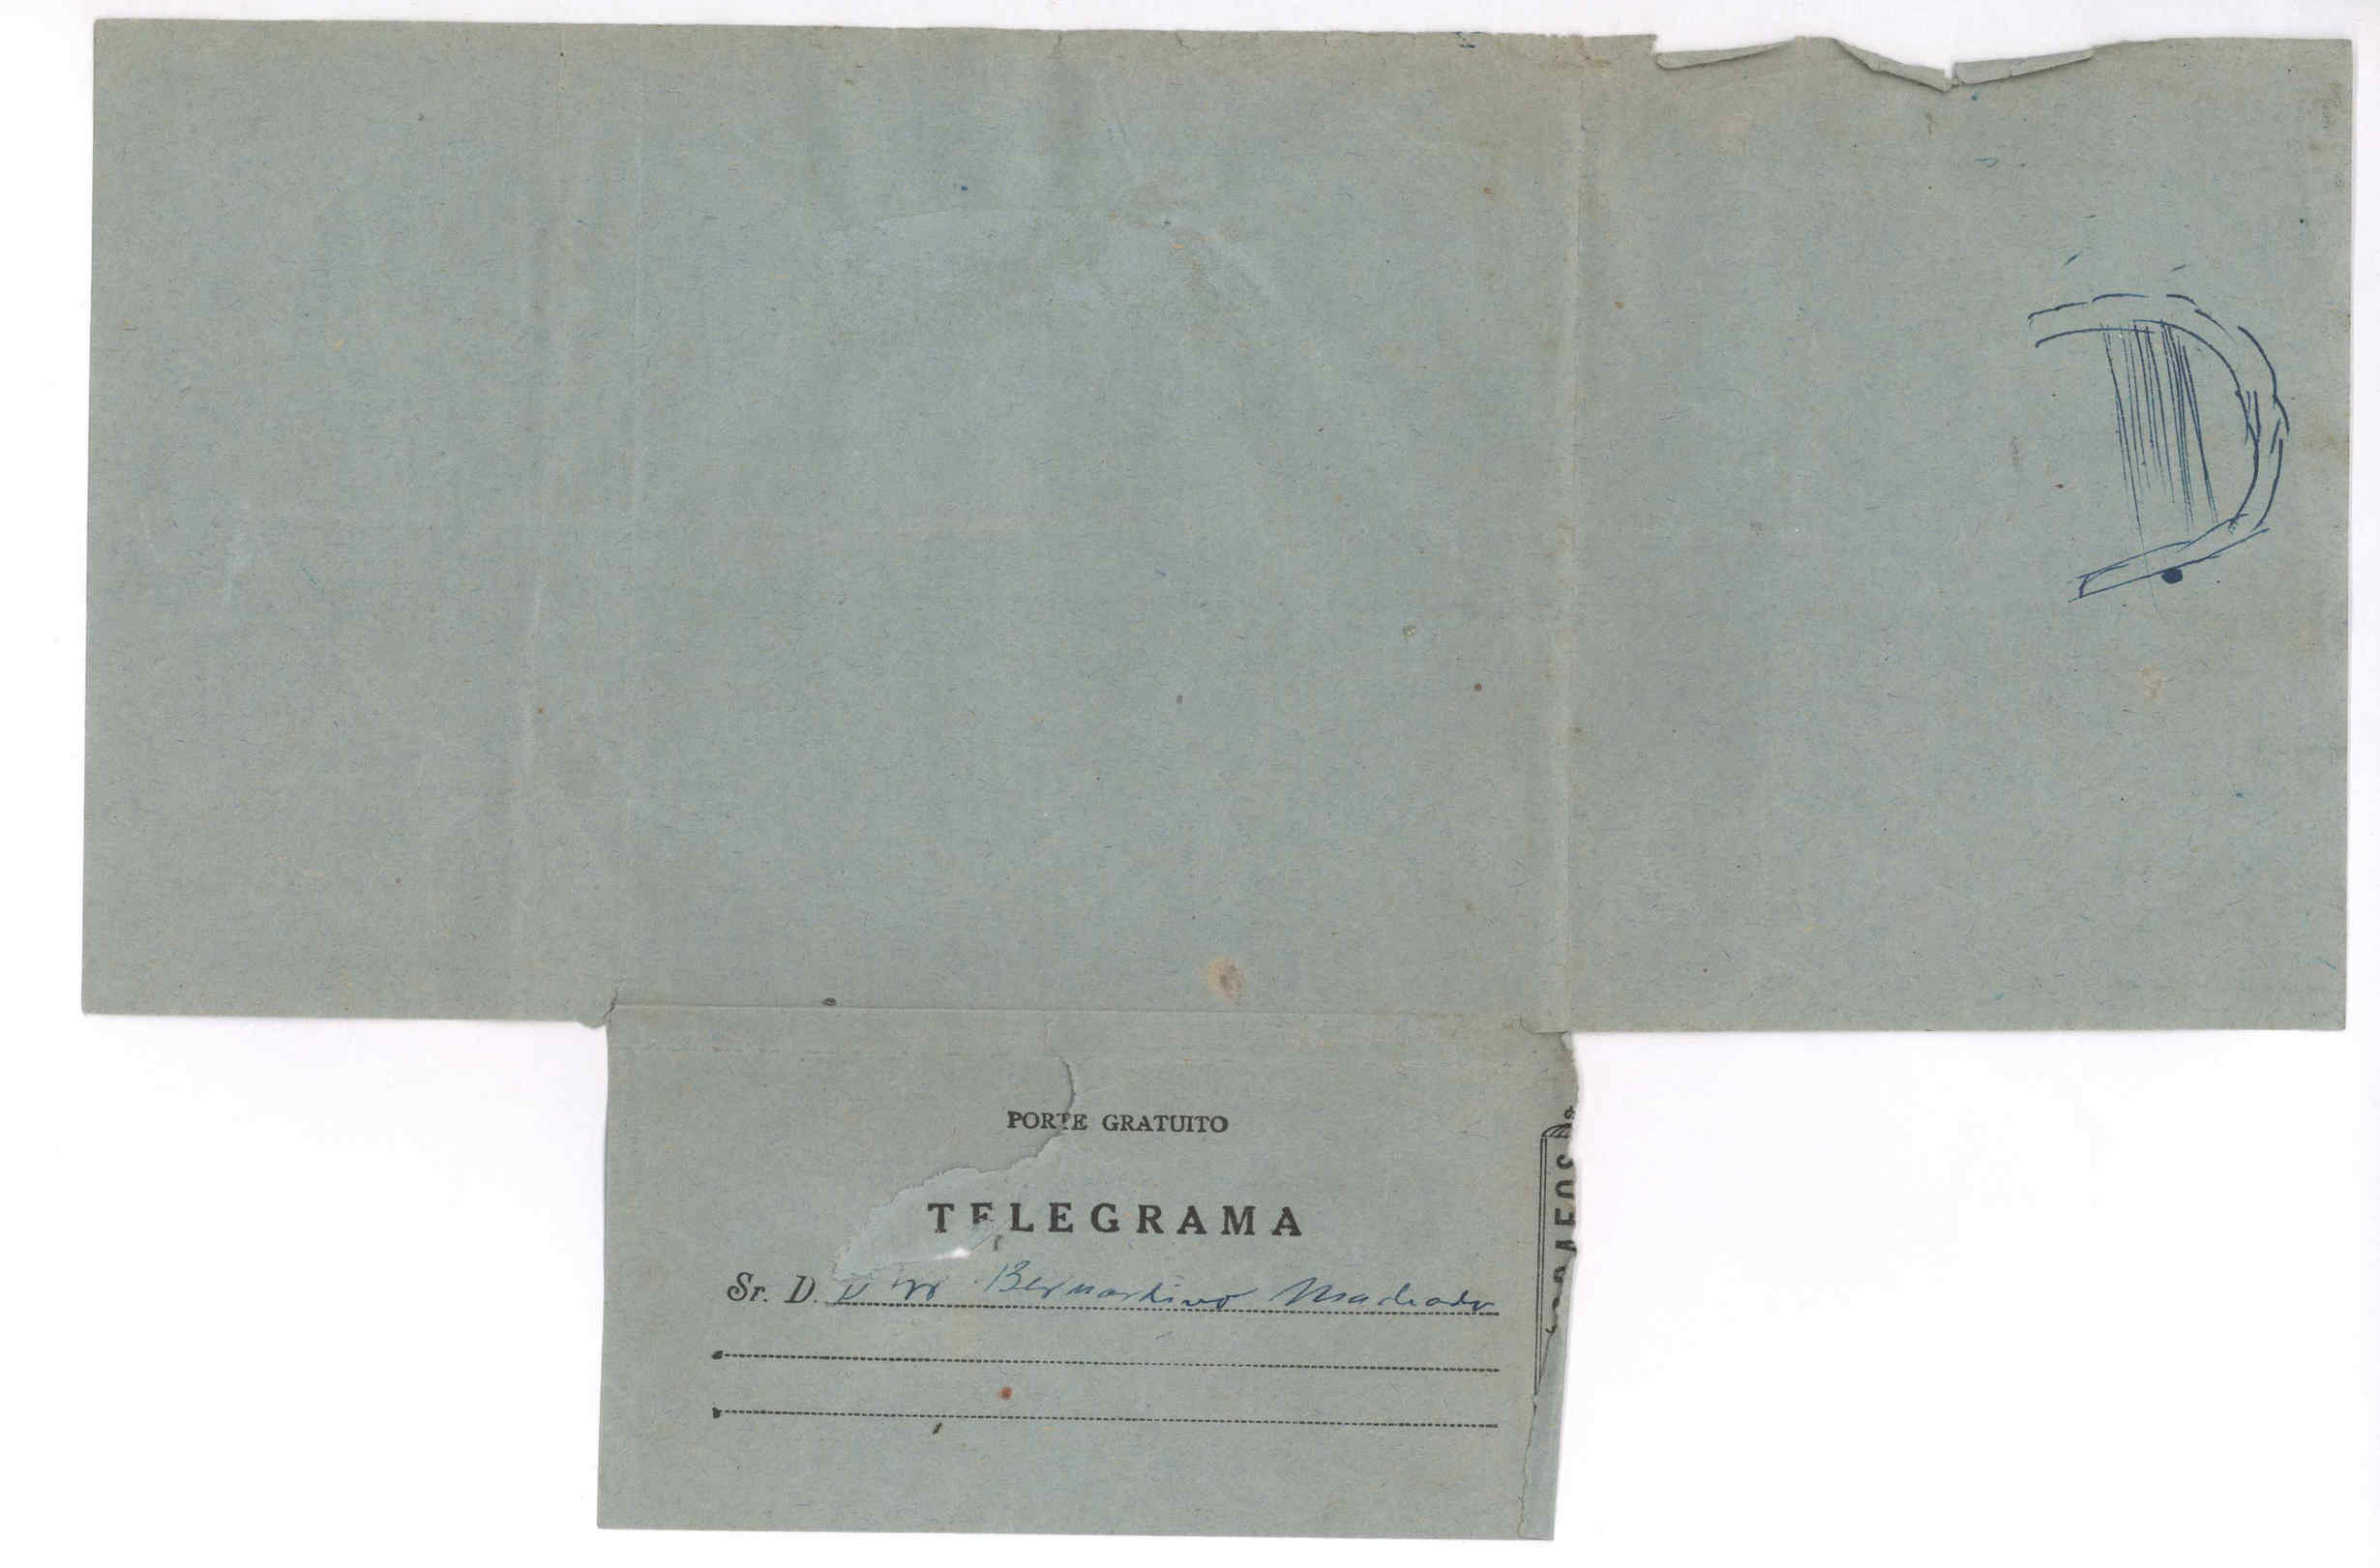 PORTE GRATUITO
TELEGRAMA
Sr. D. Bernardino Machado